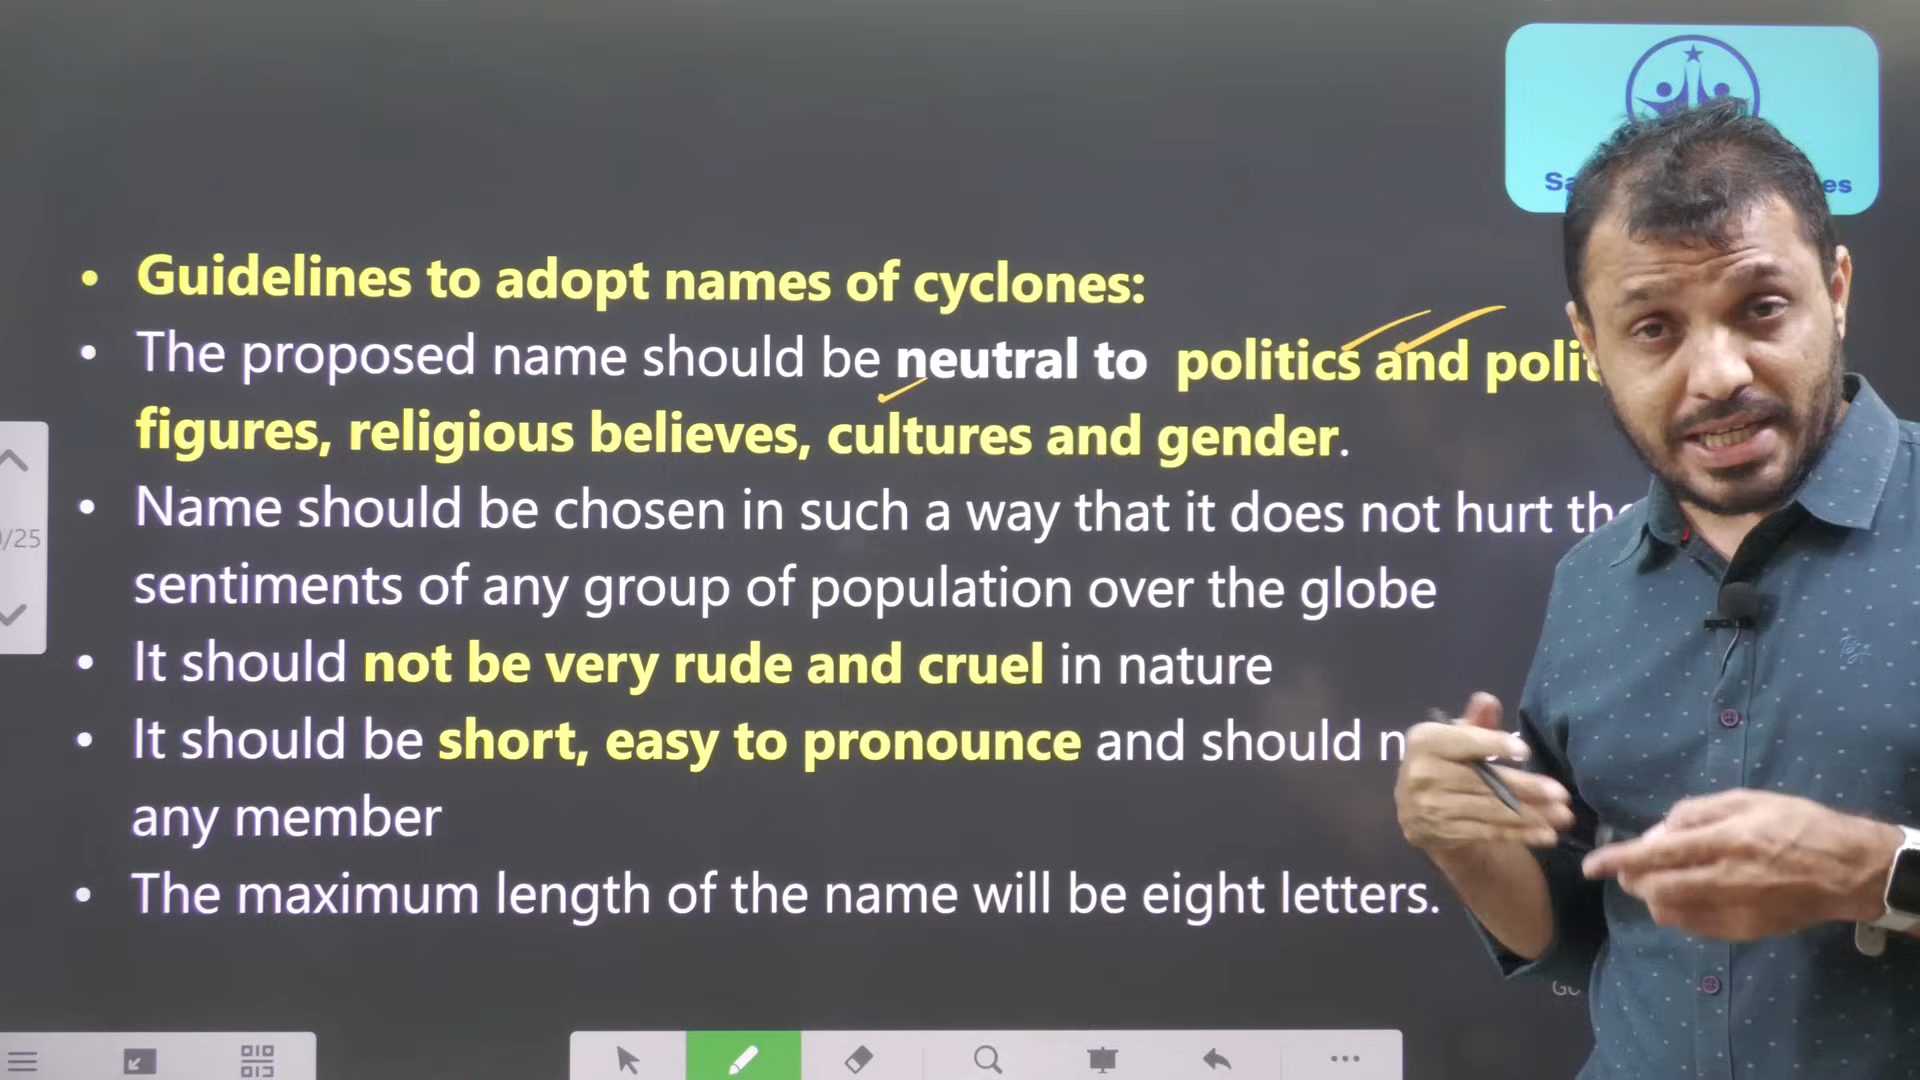 • Guidelines to adopt names of cyclones:
• The proposed name should be neutral to politics and
figures, religious believes, cultures and gender.
• Name should be chosen in such a way that it does not hurt
sentiments of any group of population over the globe
• It should not be very rude and cruel in nature
• It should be short, easy to pronounce and should
any member
• The maximum length of the name will be eight letters.
/25